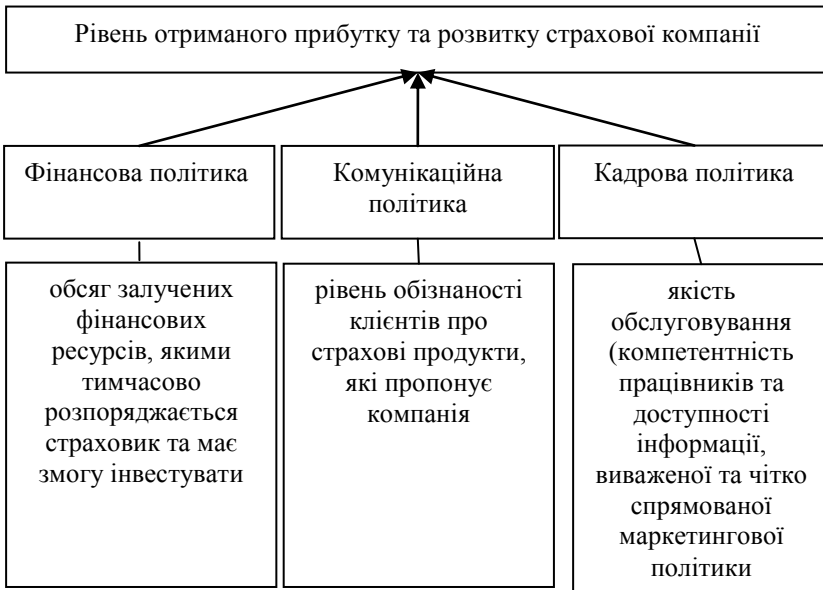 Рівень отриманого прибутку та розвитку страхової компанії
Фінансова політика
Комунікаційна
політика
Кадрова політика
обсяг залучених
фінансових
ресурсів, якими
тимчасово
розпоряджається
страховик та має
змогу інвестувати
рівень обізнаності
клієнтів про
страхові продукти,
які пропонує
компанія
якість
обслуговування
(компетентність
працівників та
доступності
інформації,
виваженої та чітко
спрямованої
маркетингової
політики